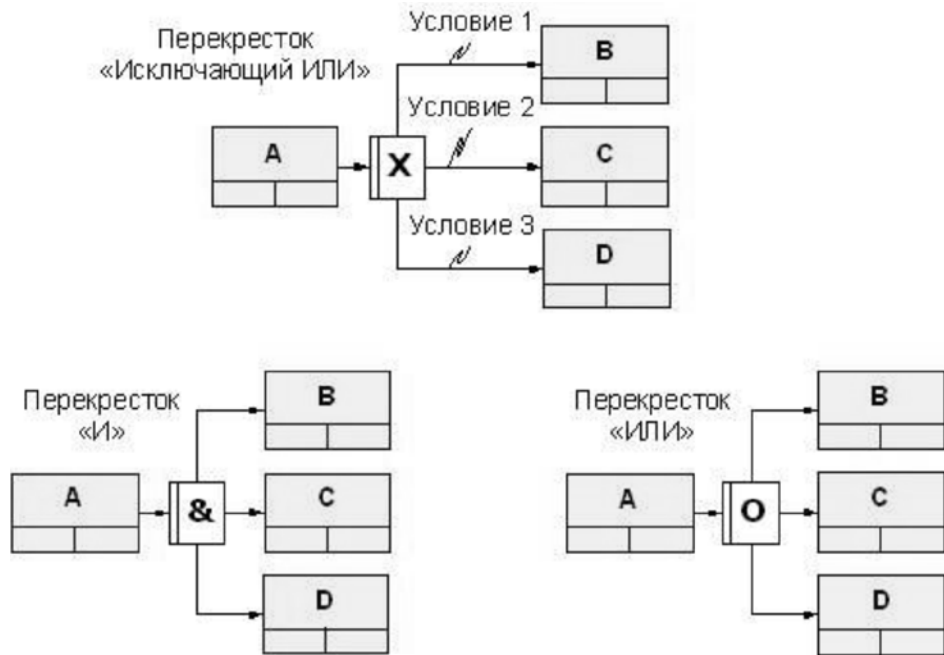 Перекресток
«Исключающий ИЛИ»
Условие 1
B
Условие 2
A
X
C
Условие 3
D
Перекресток
«И»
B
A
&
C
D
Перекресток
«ИЛИ»
B
A
O
C
D